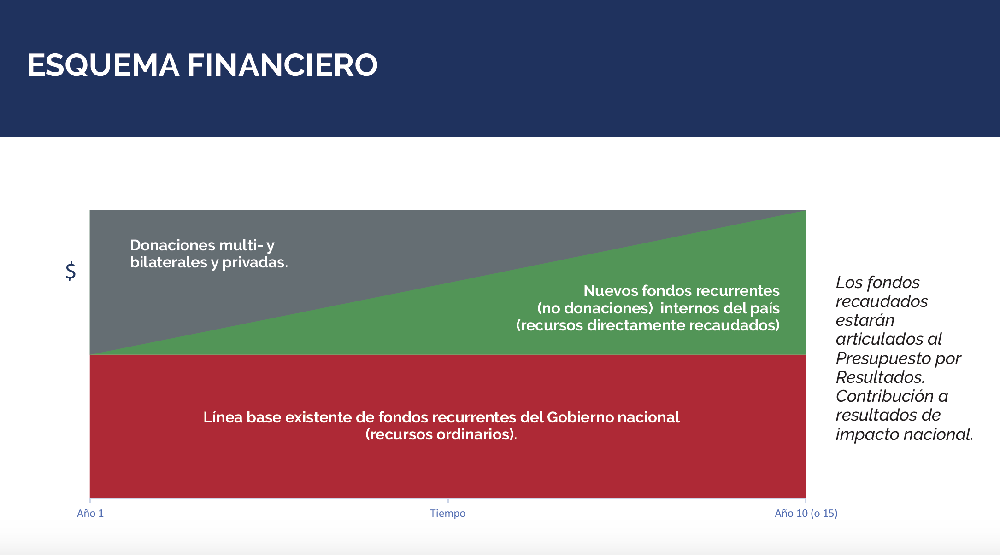 ESQUEMA FINANCIERO
Donaciones multi- y
bilaterales y privadas.
$
Nuevos fondos recurrentes
(no donaciones)  internos del país
(recursos directamente recaudados)
Los fondos
recaudados
estarán
articulados al
Presupuesto por
Resultados.
Contribución a
resultados de
impacto nacional.
Línea base existente de fondos recurrentes del Gobierno nacional
(recursos ordinarios).
Año 1
Tiempo
Año 10 (o 15)